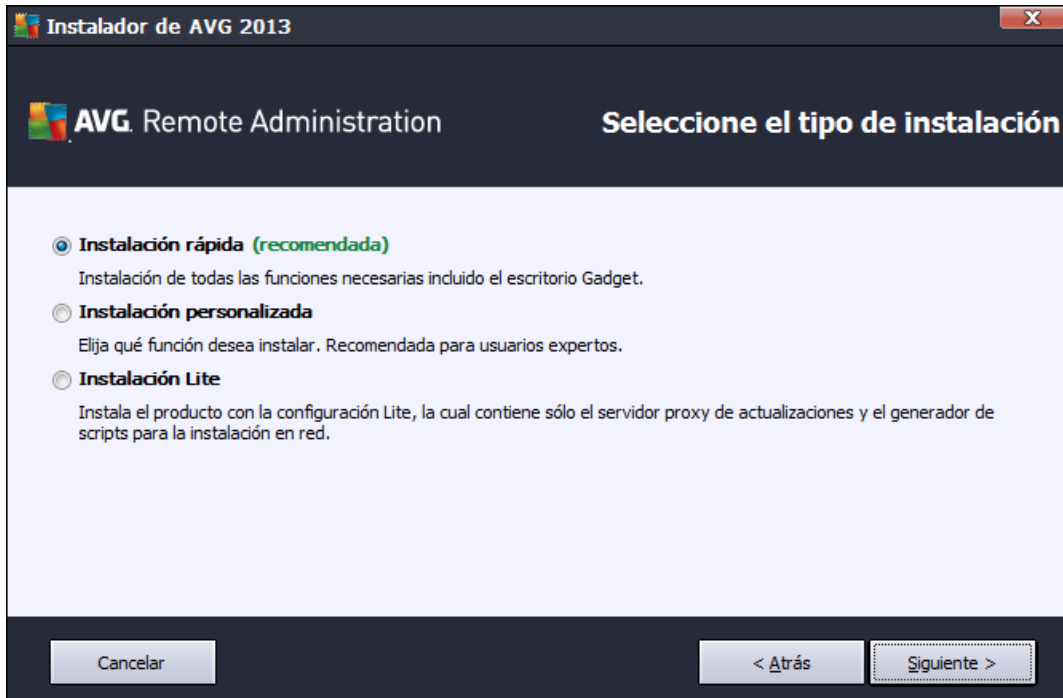 Instalador de AVG 2013
X
AVG. Remote Administration
Seleccione el tipo de instalación
Instalación rápida (recomendada)
Instalación de todas las funciones necesarias incluido el escritorio Gadget.
Instalación personalizada
Elija qué función desea instalar. Recomendada para usuarios expertos.
Instalación Lite
Instala el producto con la configuración Lite, la cual contiene sólo el servidor proxy de actualizaciones y el generador de
scripts para la instalación en red.
Cancelar
< Atrás
Siguiente >